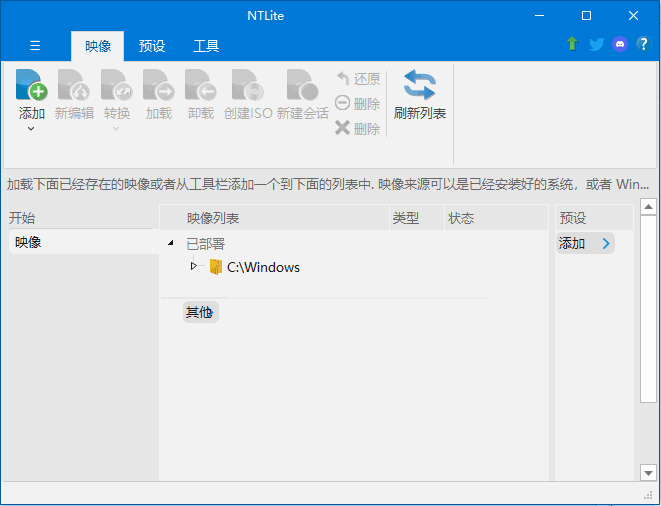 NTLite
映像 预设 工具
添加 新编辑 转换 加载 卸载 创建ISO 新建会话 还原 删除 删除 刷新列表
加载下面已经存在的映像或者从工具栏添加一个到下面的列表中. 映像来源可以是已经安装好的系统，或者 Win...
开始 映像列表 类型 状态 预设
映像 已部署 添加
C:\Windows
其他